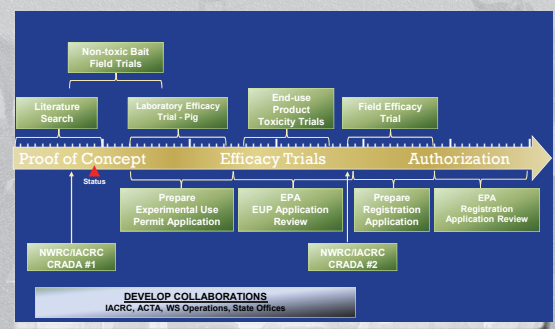 Non-toxic Bait
Field Trials
Literature
Search
Laboratory Efficacy
Trial - Pig
End-use
Product
Toxicity Trials
Field Efficacy
Trial
Proof of Concept
Efficacy Trials
Authorization
Status
Prepare
Experimental Use
Permit Application
EPA
EUP Application
Review
Prepare
Registration
Application
EPA
Registration
Application Review
NWRC/IACRC
CRADA #1
NWRC/IACRC
CRADA #2
DEVELOP COLLABORATIONS
IACRC, ACTA, WS Operations, State Offices